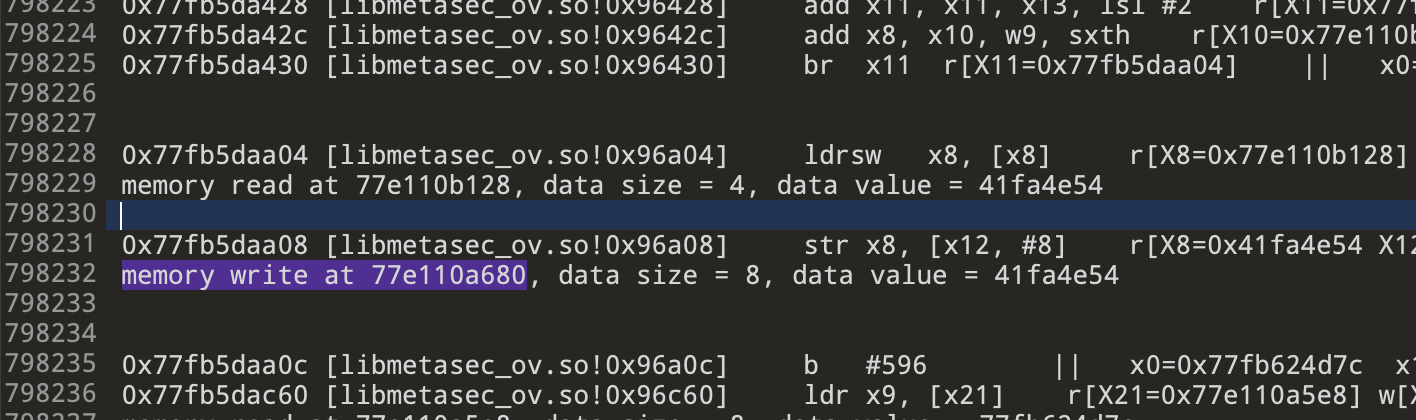 798223 0x77fb5da428 [libmetasec_ov.so!0x96428] add x11, x11, x13, lsl #2 r[X11=0x77f
798224 0x77fb5da42c [libmetasec_ov.so!0x9642c] add x8, x10, w9, sxth r[X10=0x77e110b
798225 0x77fb5da430 [libmetasec_ov.so!0x96430] br x11 r[X11=0x77fb5daa04] || x0=
798226
798227
798228 0x77fb5daa04 [libmetasec_ov.so!0x96a04] ldrsw x8, [x8] r[X8=0x77e110b128]
798229 memory read at 77e110b128, data size = 4, data value = 41fa4e54
798230
798231 0x77fb5daa08 [libmetasec_ov.so!0x96a08] str x8, [x12, #8] r[X8=0x41fa4e54 X12
798232 memory write at 77e110a680, data size = 8, data value = 41fa4e54
798233
798234
798235 0x77fb5daa0c [libmetasec_ov.so!0x96a0c] b #596 || x0=0x77fb624d7c x1
798236 0x77fb5dac60 [libmetasec_ov.so!0x96c60] ldr x9, [x21] r[X21=0x77e110a5e8] w[X